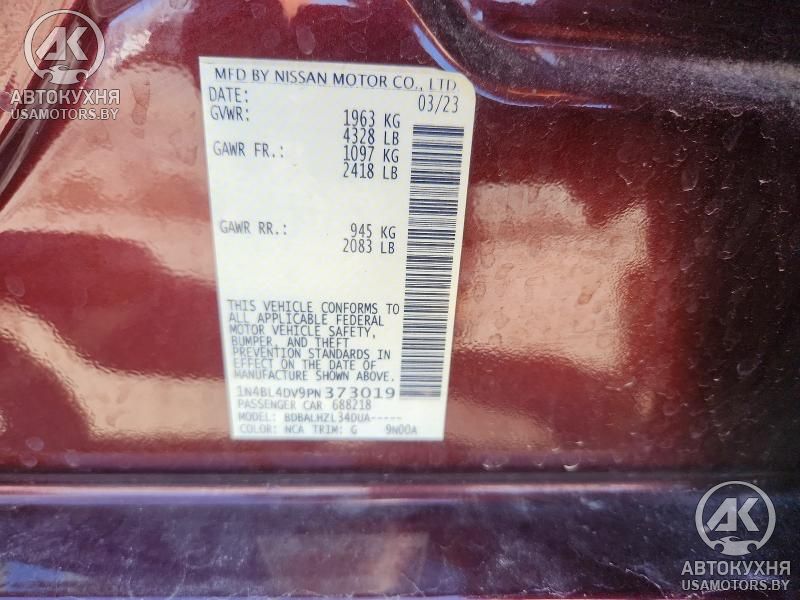 AK
АВТОКУХНЯ
USAMOTORS.BY
MFD BY NISSAN MOTOR CO., LTD.
DATE: 03/23
GVWR: 1963 KG
4328 LB
GAWR FR.: 1097 KG
2418 LB
GAWR RR.: 945 KG
2083 LB
THIS VEHICLE CONFORMS TO
ALL APPLICABLE FEDERAL
MOTOR VEHICLE SAFETY,
BUMPER, AND THEFT
PREVENTION STANDARDS IN
EFFECT ON THE DATE OF
MANUFACTURE SHOWN ABOVE.
1N4BL4DV9PN373019
PASSENGER CAR 688218
MODEL: BDBALHZL34DUA-----
COLOR: NCA TRIM: G 9N00A
AK
АВТОКУХНЯ
USAMOTORS.BY